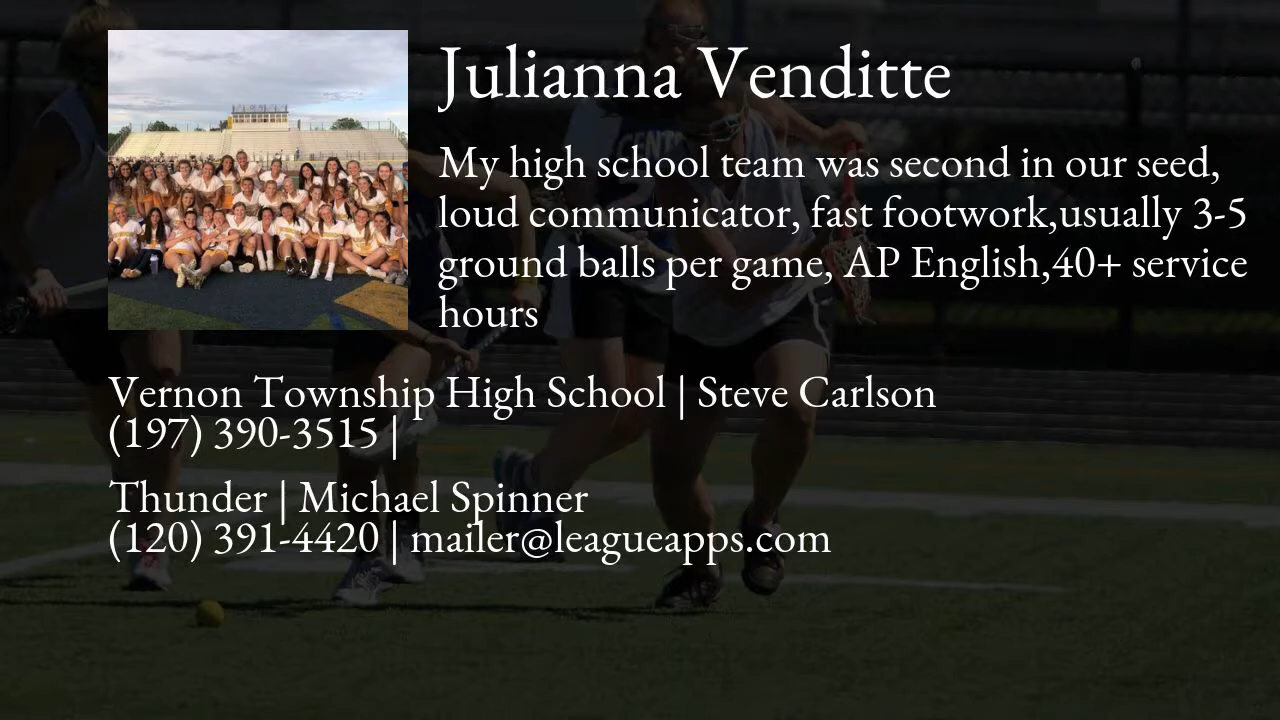 Julianna Venditte
My high school team was second in our seed,
loud communicator, fast footwork,usually 3-5
ground balls per game, AP English,40+ service
hours
Vernon Township High School | Steve Carlson
(197) 390-3515 |
Thunder | Michael Spinner
(120) 391-4420 | mailer@leagueapps.com